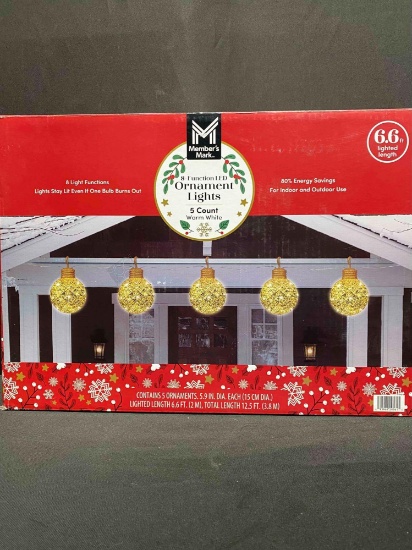 Member's
Mark
8-Function LED
Ornament
Lights
5 Count
Warm White
8 Light Functions
Lights Stay Lit Even If One Bulb Burns Out
80% Energy Savings
For Indoor and Outdoor Use
6.6 ft
lighted
length
CONTAINS 5 ORNAMENTS, 5.9 IN. DIA. EACH (15 CM DIA.)
LIGHTED LENGTH 6.6 FT. (2 M), TOTAL LENGTH 12.5 FT. (3.8 M)